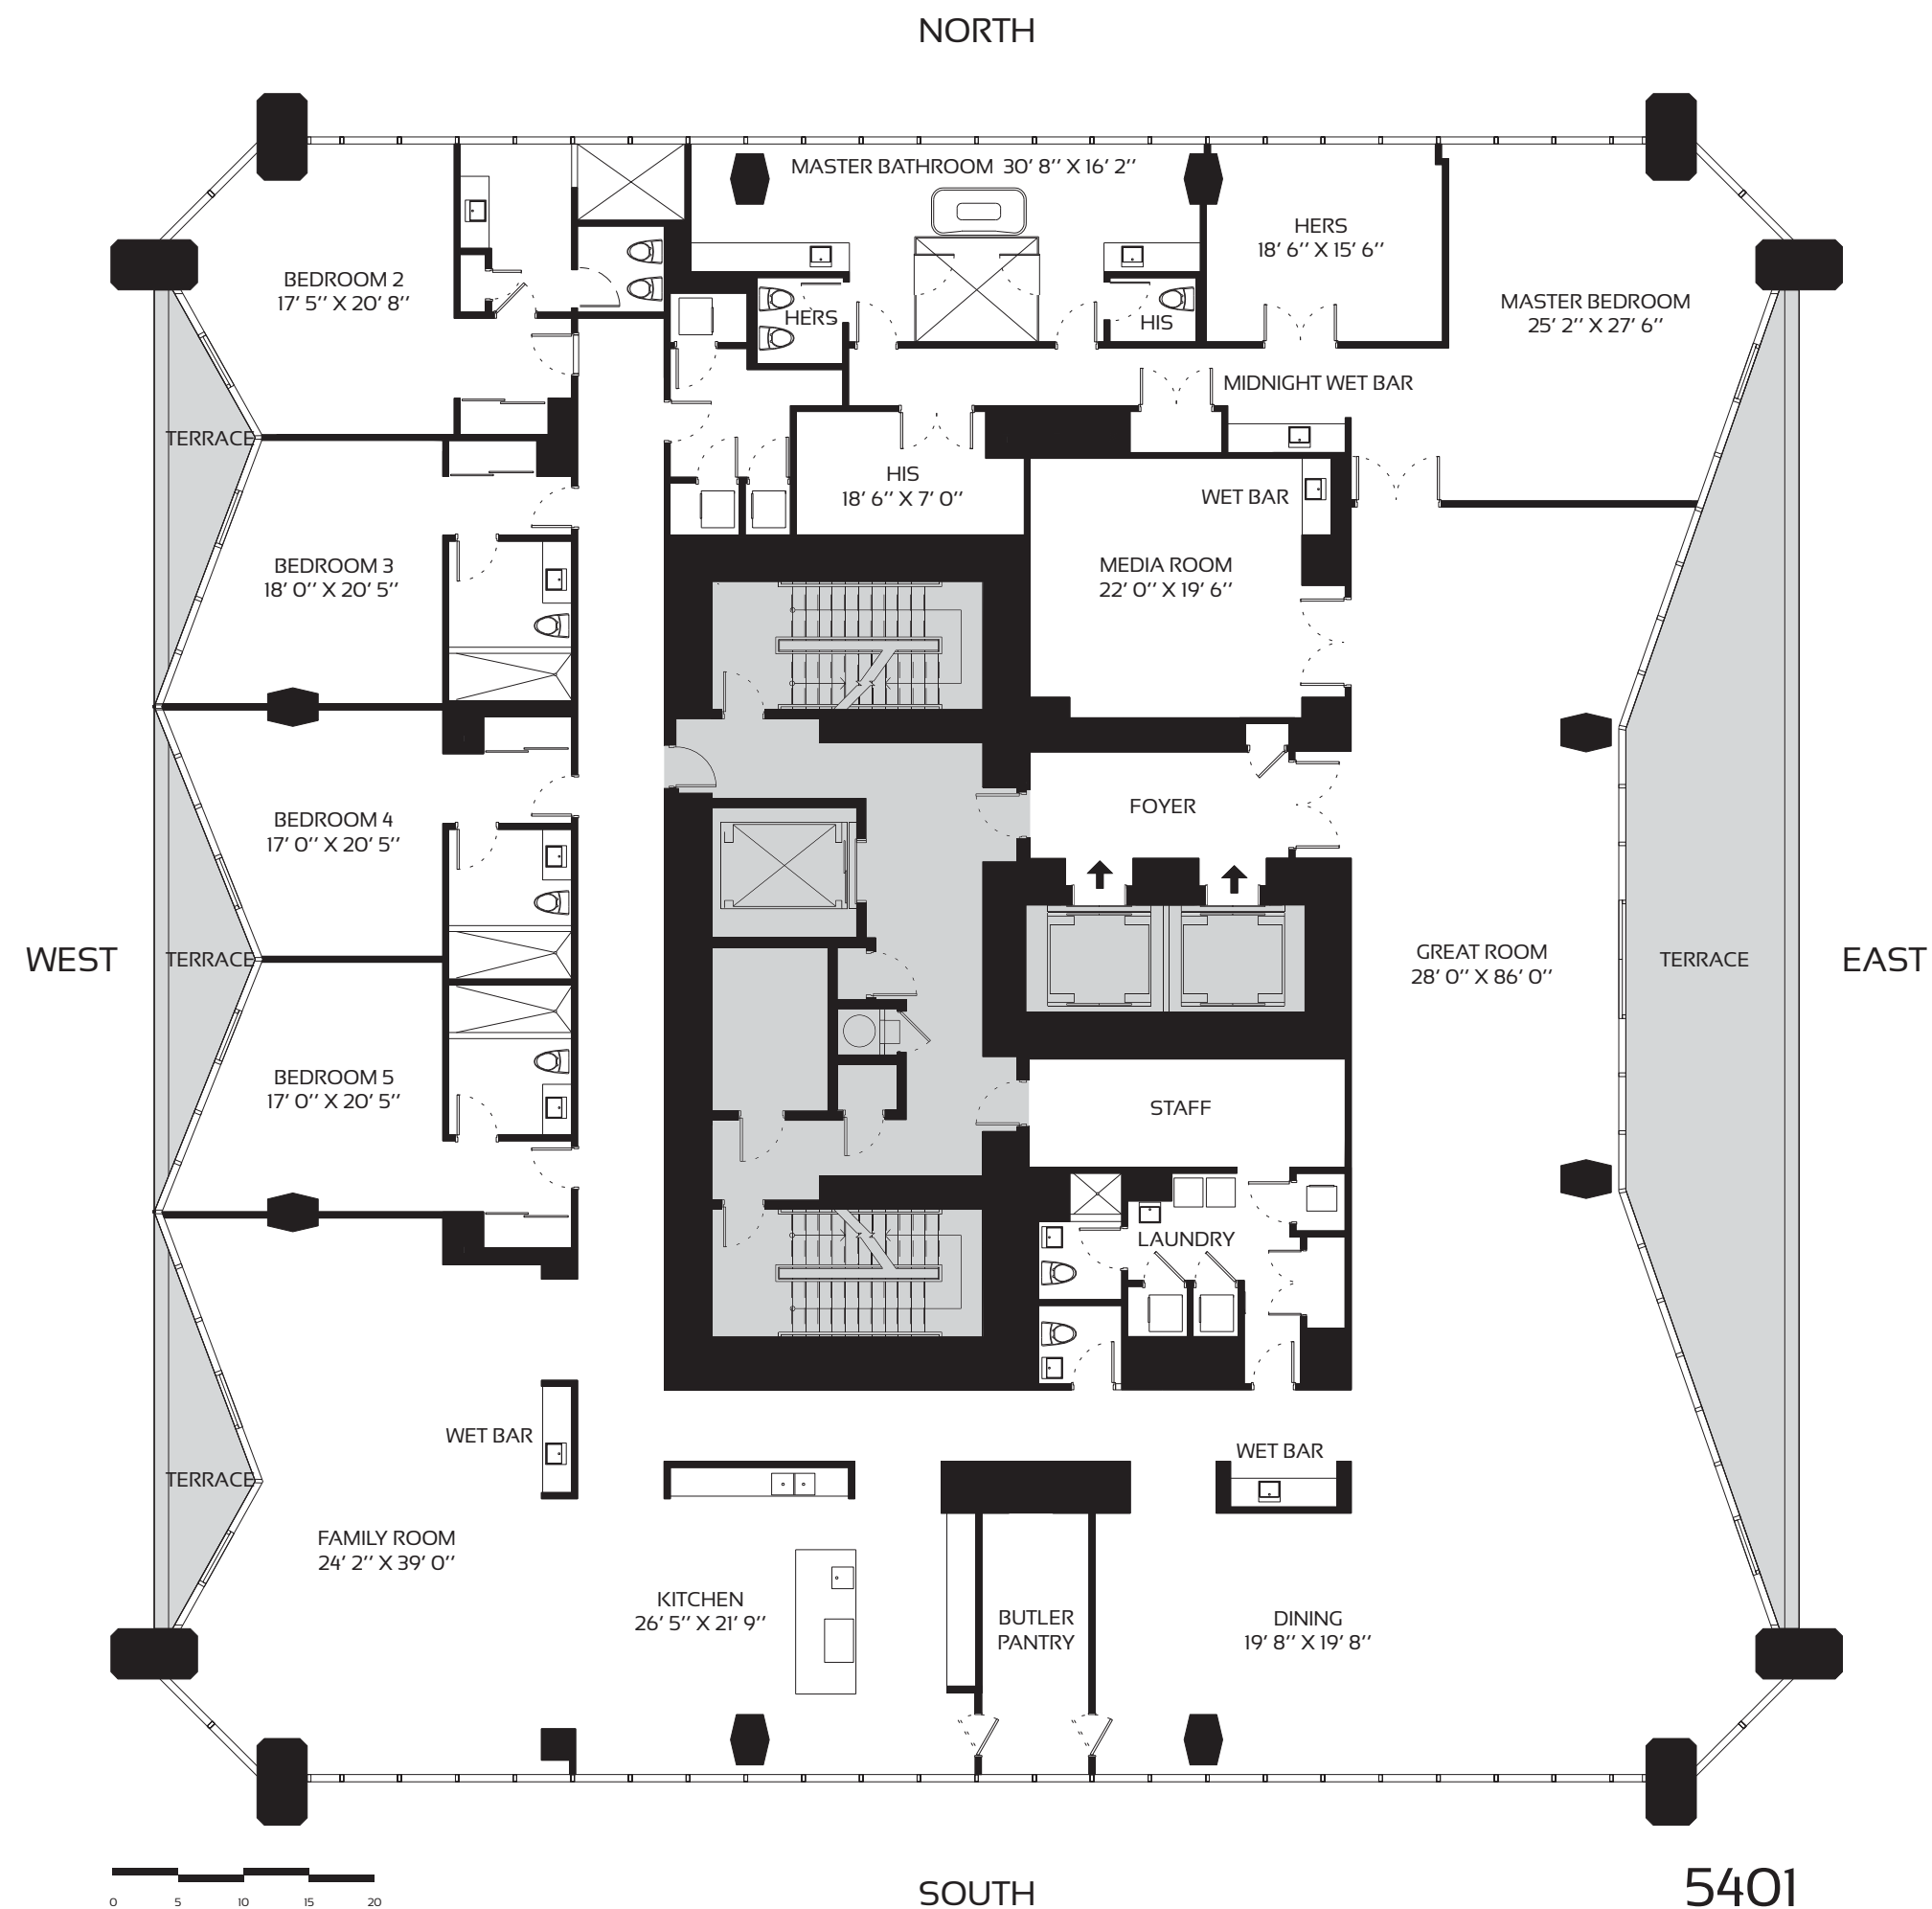 NORTH
MASTER BATHROOM 30’ 8’’ X 16’ 2’’
HERS
18’ 6’’ X 15’ 6’’
BEDROOM 2
17’ 5’’ X 20’ 8’’
MASTER BEDROOM
25’ 2’’ X 27’ 6’’
HERS
HIS
MIDNIGHT WET BAR
TERRACE
HIS
18’ 6’’ X 7’ 0’’
WET BAR
BEDROOM 3
18’ 0’’ X 20’ 5’’
MEDIA ROOM
22’ 0’’ X 19’ 6’’
FOYER
BEDROOM 4
17’ 0’’ X 20’ 5’’
WEST
TERRACE
GREAT ROOM
28’ 0’’ X 86’ 0’’
TERRACE
EAST
BEDROOM 5
17’ 0’’ X 20’ 5’’
STAFF
LAUNDRY
WET BAR
WET BAR
TERRACE
FAMILY ROOM
24’ 2’’ X 39’ 0’’
KITCHEN
26’ 5’’ X 21’ 9’’
BUTLER
PANTRY
DINING
19’ 8’’ X 19’ 8’’
0 5 10 15 20
SOUTH
5401